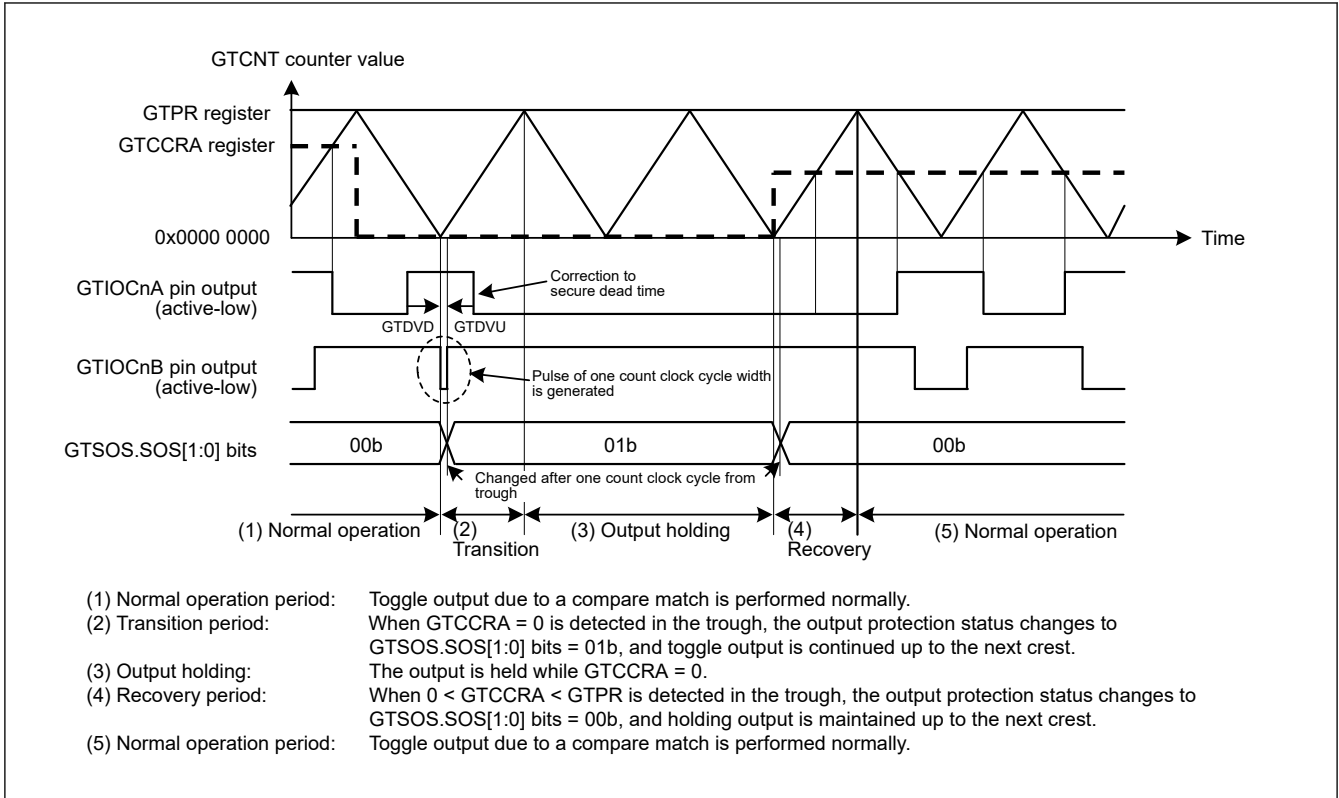 GTCNT counter value
GTPR register
GTCCRA register
0x0000 0000
Time
GTIOCnA pin output
(active-low)
Correction to
secure dead time
GTDVD
GTDVU
GTIOCnB pin output
(active-low)
Pulse of one count clock cycle width
is generated
GTSOS.SOS[1:0] bits
00b
01b
00b
Changed after one count clock cycle from
trough
(1) Normal operation
(2)
Transition
(3) Output holding
(4)
Recovery
(5) Normal operation
(1) Normal operation period: Toggle output due to a compare match is performed normally.
(2) Transition period: When GTCCRA = 0 is detected in the trough, the output protection status changes to
GTSOS.SOS[1:0] bits = 01b, and toggle output is continued up to the next crest.
(3) Output holding: The output is held while GTCCRA = 0.
(4) Recovery period: When 0 < GTCCRA < GTPR is detected in the trough, the output protection status changes to
GTSOS.SOS[1:0] bits = 00b, and holding output is maintained up to the next crest.
(5) Normal operation period: Toggle output due to a compare match is performed normally.